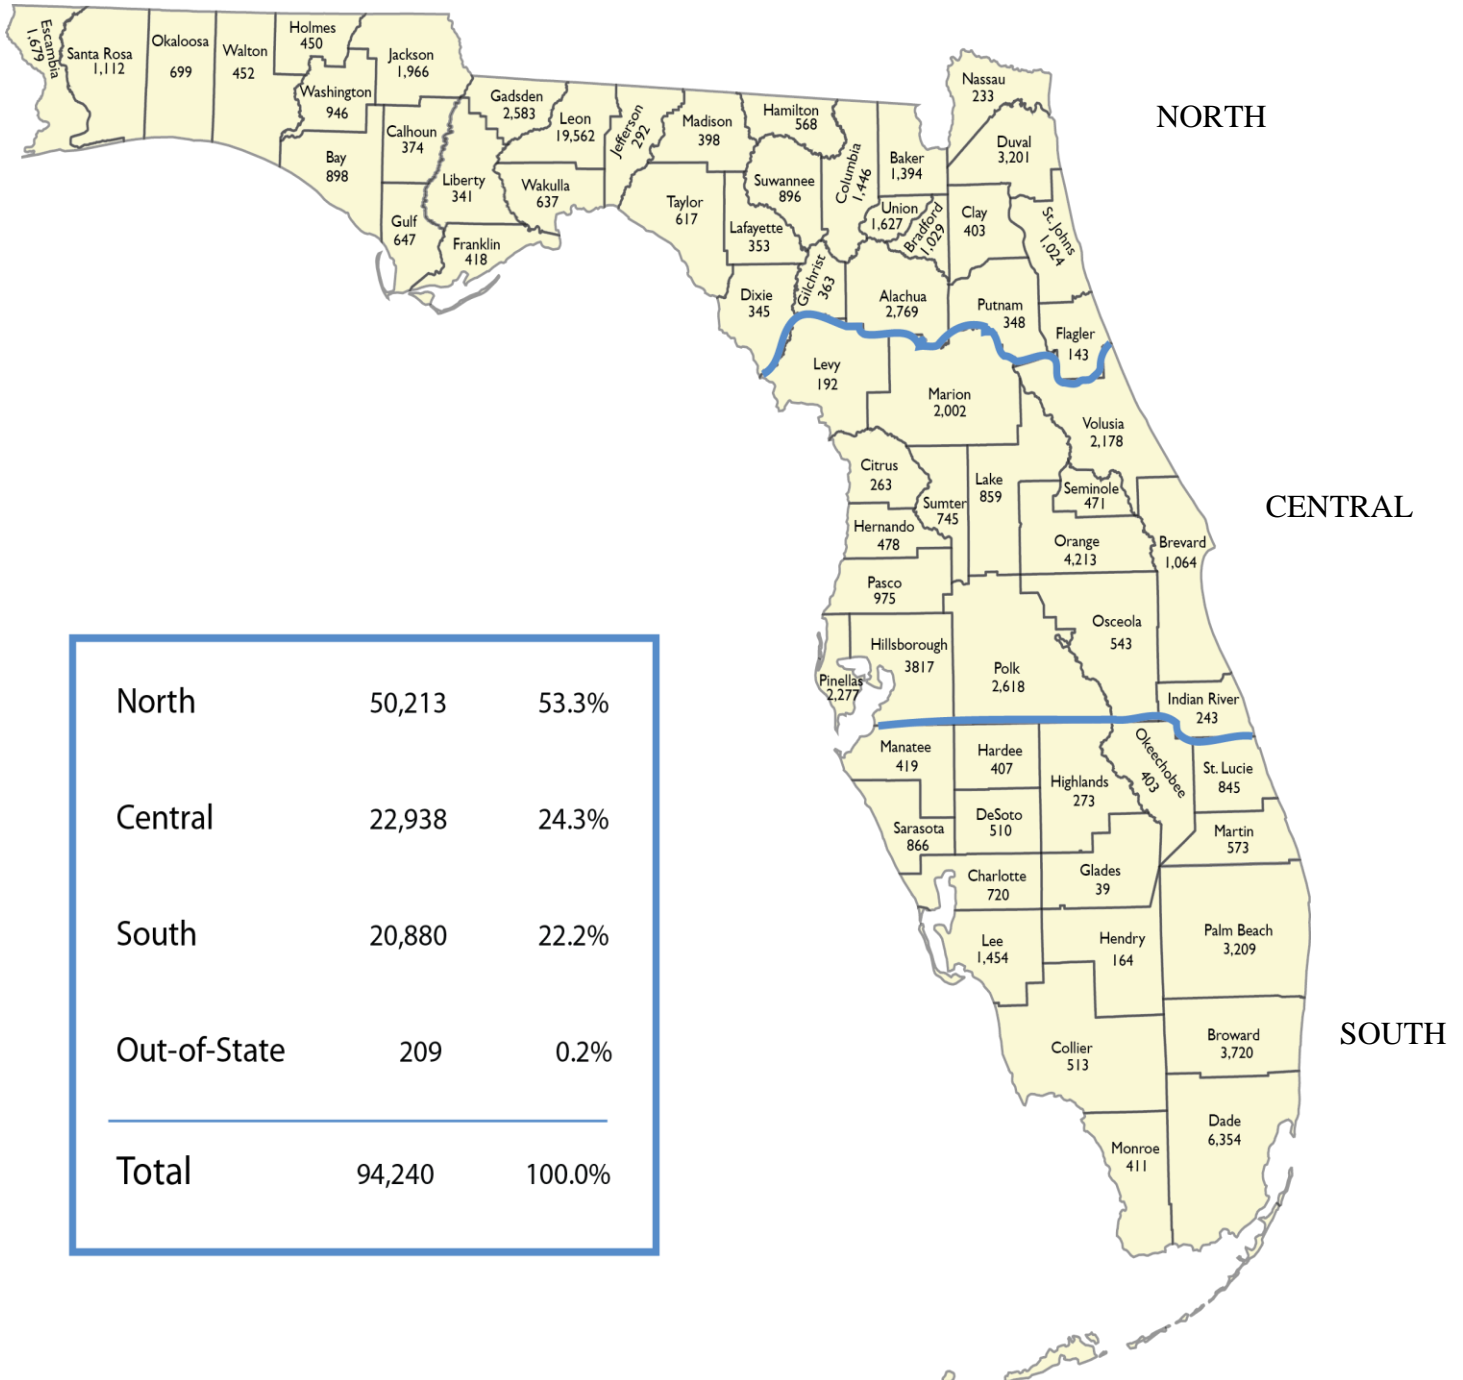 Escambia
1,679
Santa Rosa
1,112
Okaloosa
699
Walton
452
Holmes
450
Washington
946
Jackson
1,966
Bay
898
Calhoun
374
Gulf
647
Liberty
341
Franklin
418
Gadsden
2,583
Leon
19,562
Wakulla
637
Jefferson
292
Madison
398
Taylor
617
Hamilton
568
Suwannee
896
Lafayette
353
Dixie
345
Columbia
1,446
Gilchrist
363
Baker
1,394
Union
1,627
Bradford
1,029
Alachua
2,769
Nassau
233
Duval
3,201
Clay
403
St. Johns
1,024
Putnam
348
Flagler
143
NORTH
Levy
192
Marion
2,002
Volusia
2,178
Citrus
263
Sumter
745
Lake
859
Seminole
471
Hernando
478
Orange
4,213
Brevard
1,064
Pasco
975
Osceola
543
Hillsborough
3817
Pinellas
2,277
Polk
2,618
Indian River
243
CENTRAL
Manatee
419
Hardee
407
Highlands
273
Okeechobee
403
St. Lucie
845
Sarasota
866
DeSoto
510
Martin
573
Charlotte
720
Glades
39
Lee
1,454
Hendry
164
Palm Beach
3,209
Collier
513
Broward
3,720
Monroe
411
Dade
6,354
SOUTH
North 50,213 53.3%
Central 22,938 24.3%
South 20,880 22.2%
Out-of-State 209 0.2%
Total 94,240 100.0%